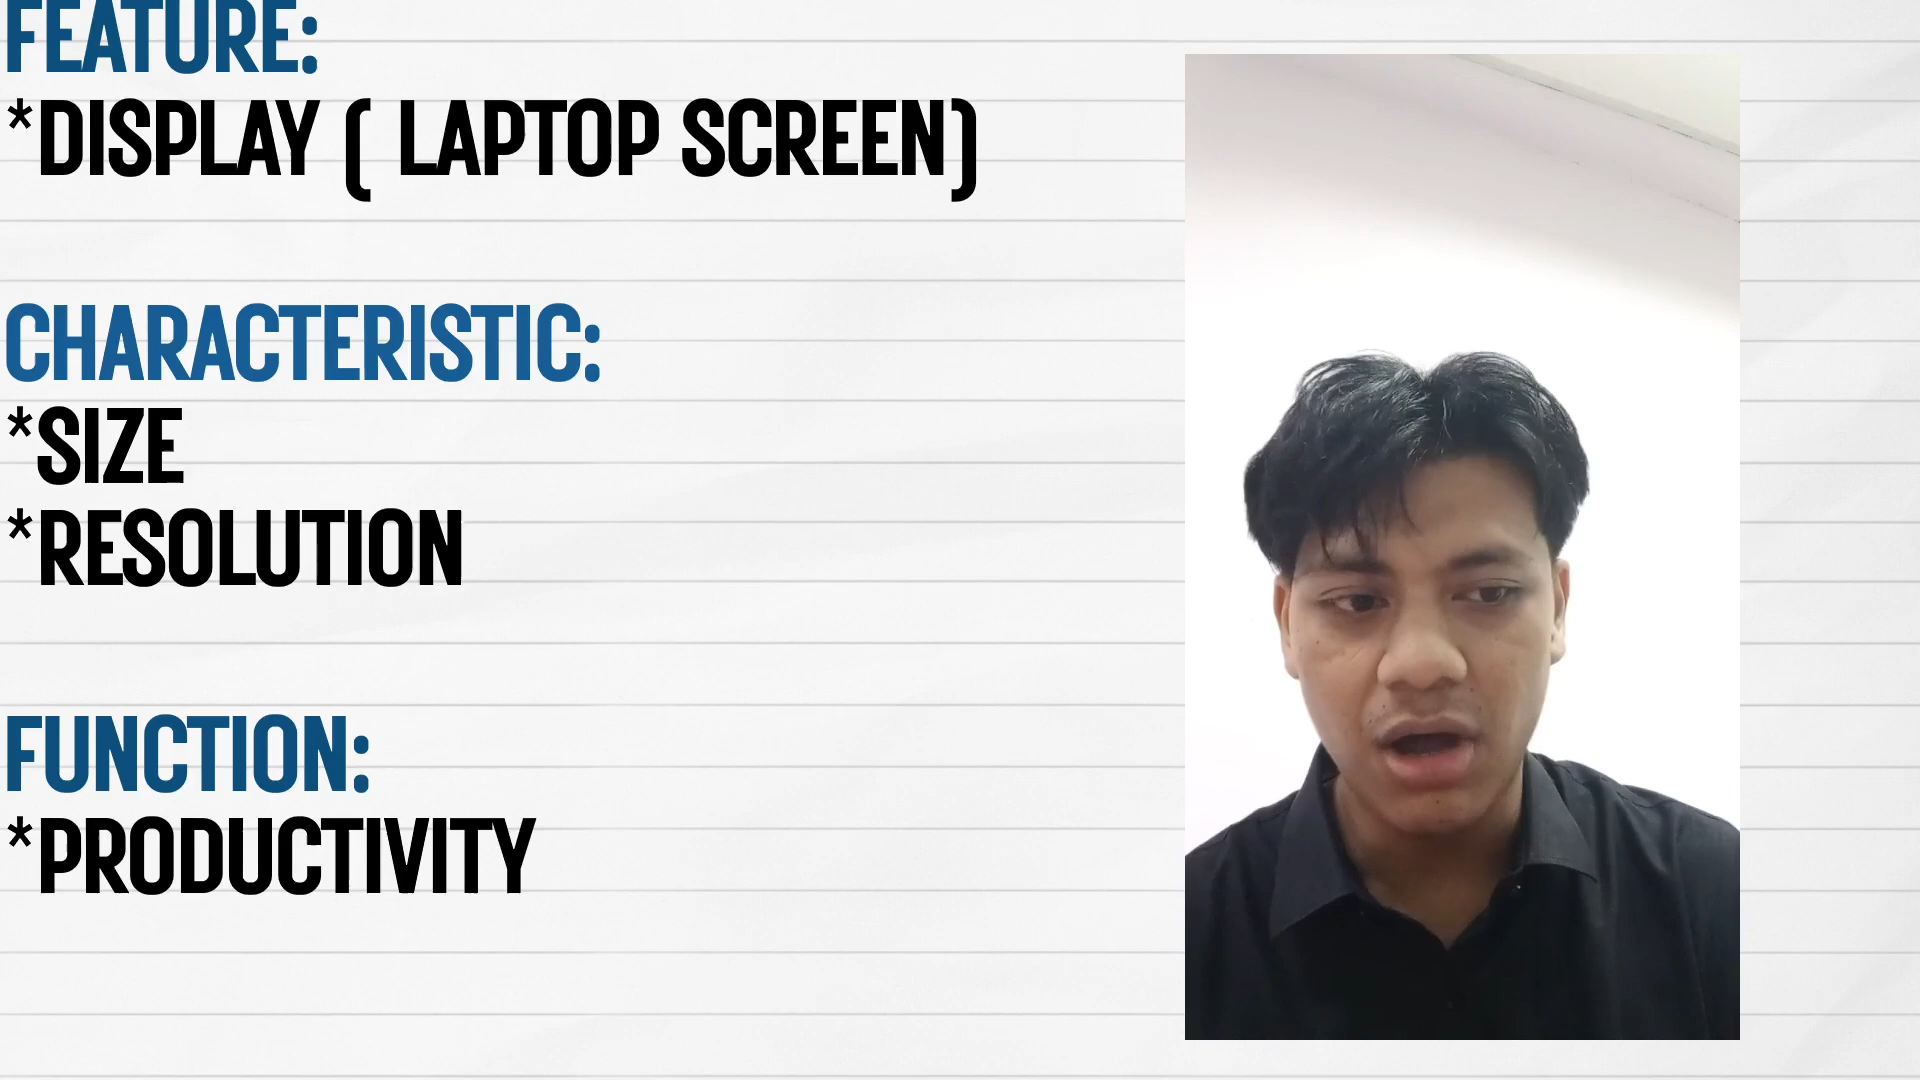 FEATURE:
*DISPLAY ( LAPTOP SCREEN)
CHARACTERISTIC:
*SIZE
*RESOLUTION
FUNCTION:
*PRODUCTIVITY